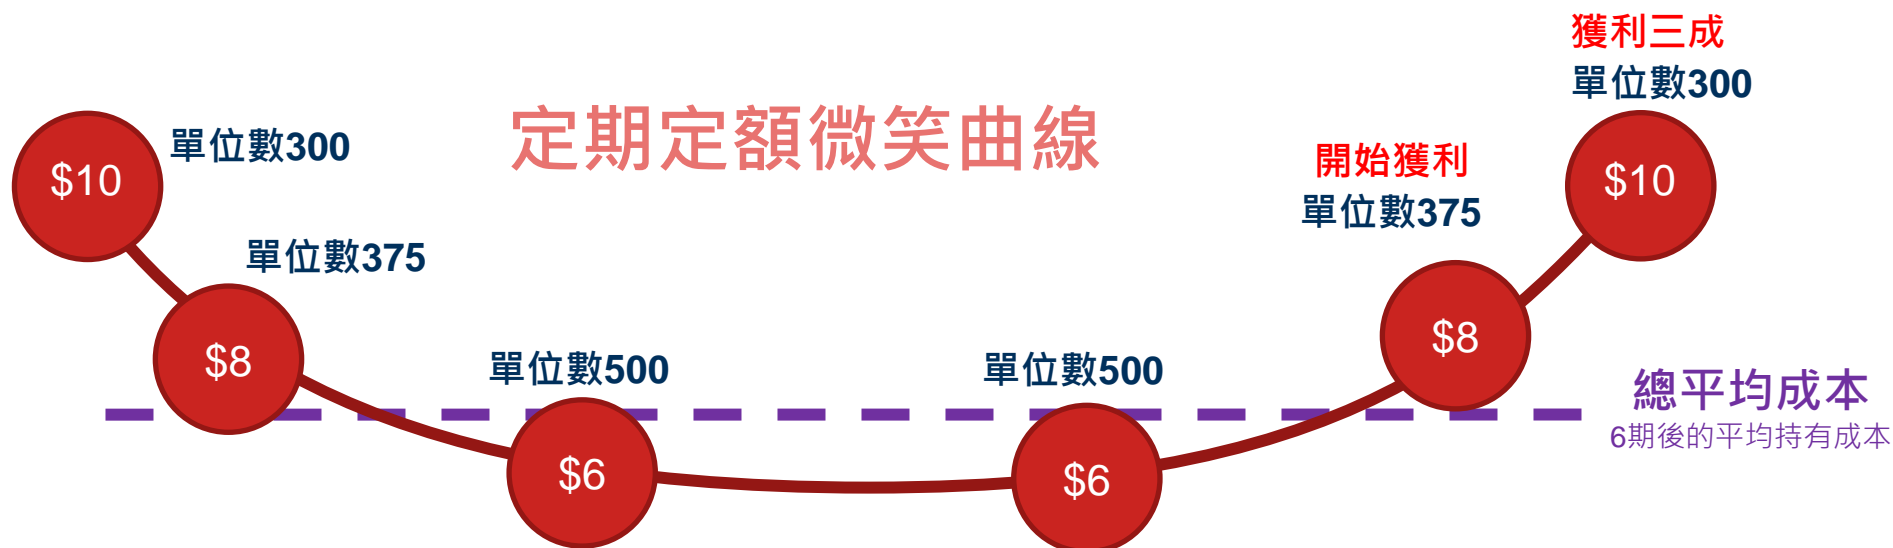 獲利三成
單位數300
定期定額微笑曲線
單位數300
$10
開始獲利
單位數375
$10
單位數375
$8
單位數500
$6
單位數500
$6
$8
總平均成本
6期後的平均持有成本